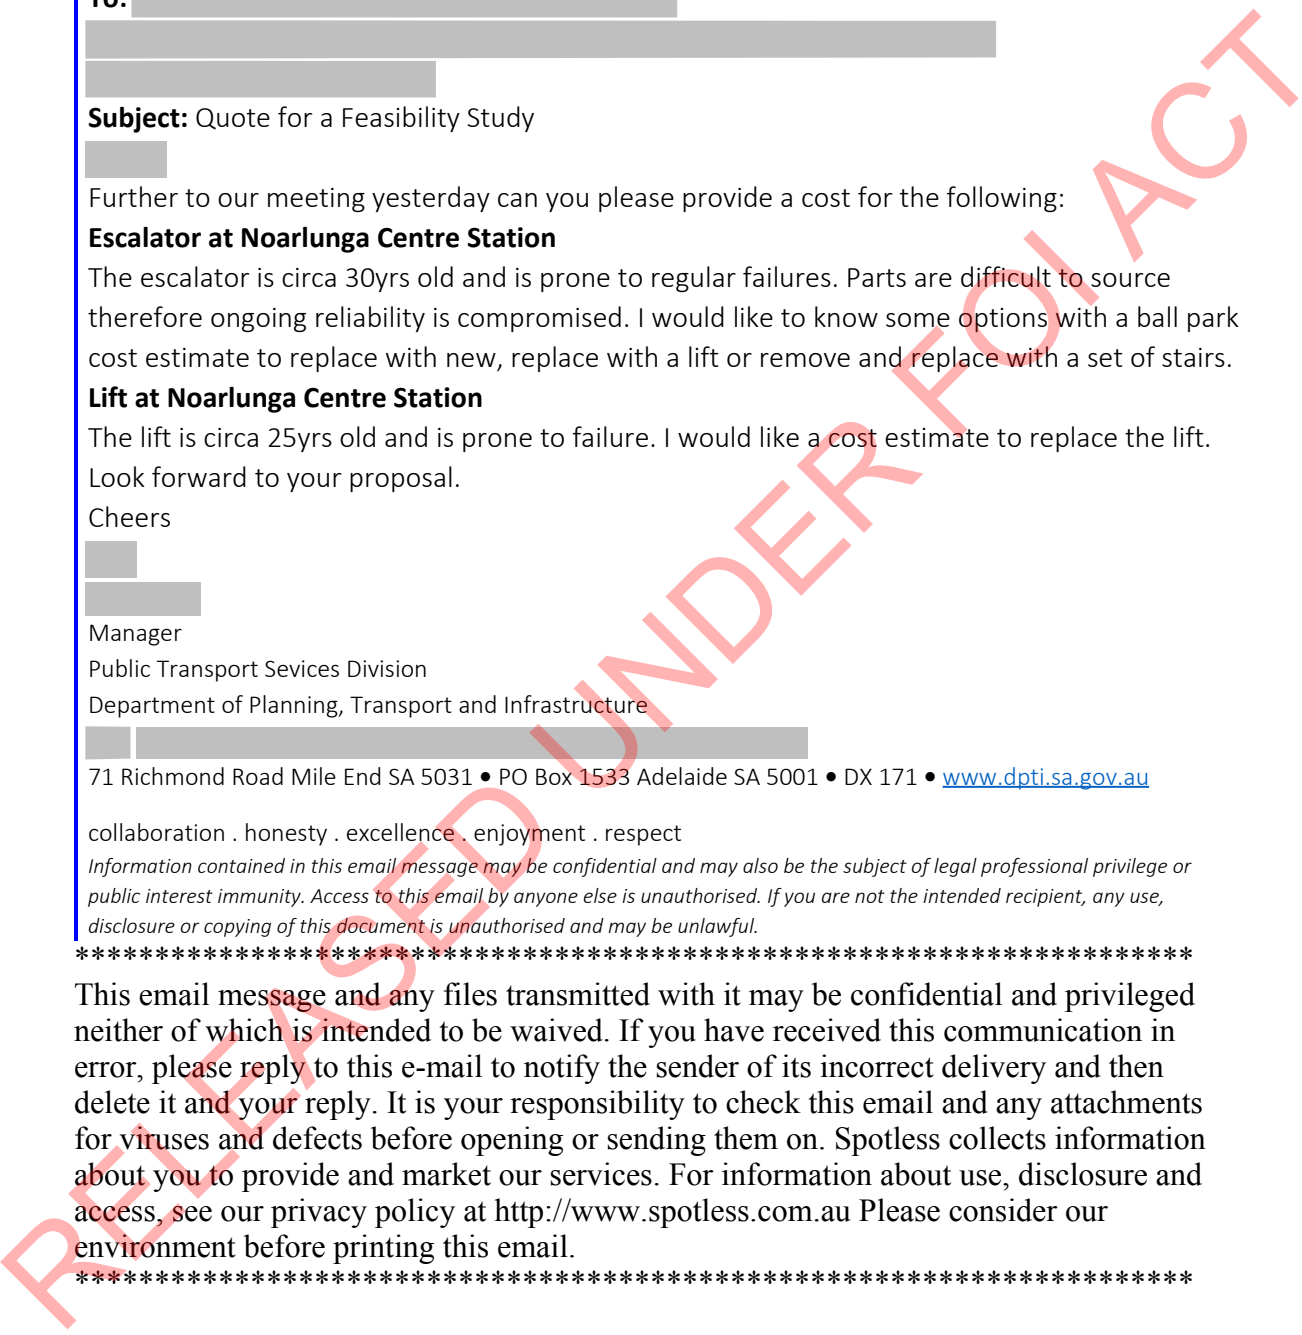 To:
Subject: Quote for a Feasibility Study
Further to our meeting yesterday can you please provide a cost for the following:
Escalator at Noarlunga Centre Station
The escalator is circa 30yrs old and is prone to regular failures. Parts are difficult to source
therefore ongoing reliability is compromised. I would like to know some options with a ball park
cost estimate to replace with new, replace with a lift or remove and replace with a set of stairs.
Lift at Noarlunga Centre Station
The lift is circa 25yrs old and is prone to failure. I would like a cost estimate to replace the lift.
Look forward to your proposal.
Cheers
Manager
Public Transport Sevices Division
Department of Planning, Transport and Infrastructure
71 Richmond Road Mile End SA 5031 • PO Box 1533 Adelaide SA 5001 • DX 171 • www.dpti.sa.gov.au
collaboration . honesty . excellence . enjoyment . respect
Information contained in this email message may be confidential and may also be the subject of legal professional privilege or
public interest immunity. Access to this email by anyone else is unauthorised. If you are not the intended recipient, any use,
disclosure or copying of this document is unauthorised and may be unlawful.
**********************************************************************
This email message and any files transmitted with it may be confidential and privileged
neither of which is intended to be waived. If you have received this communication in
error, please reply to this e-mail to notify the sender of its incorrect delivery and then
delete it and your reply. It is your responsibility to check this email and any attachments
for viruses and defects before opening or sending them on. Spotless collects information
about you to provide and market our services. For information about use, disclosure and
access, see our privacy policy at http://www.spotless.com.au Please consider our
environment before printing this email.
**********************************************************************
RELEASED UNDER FOI ACT